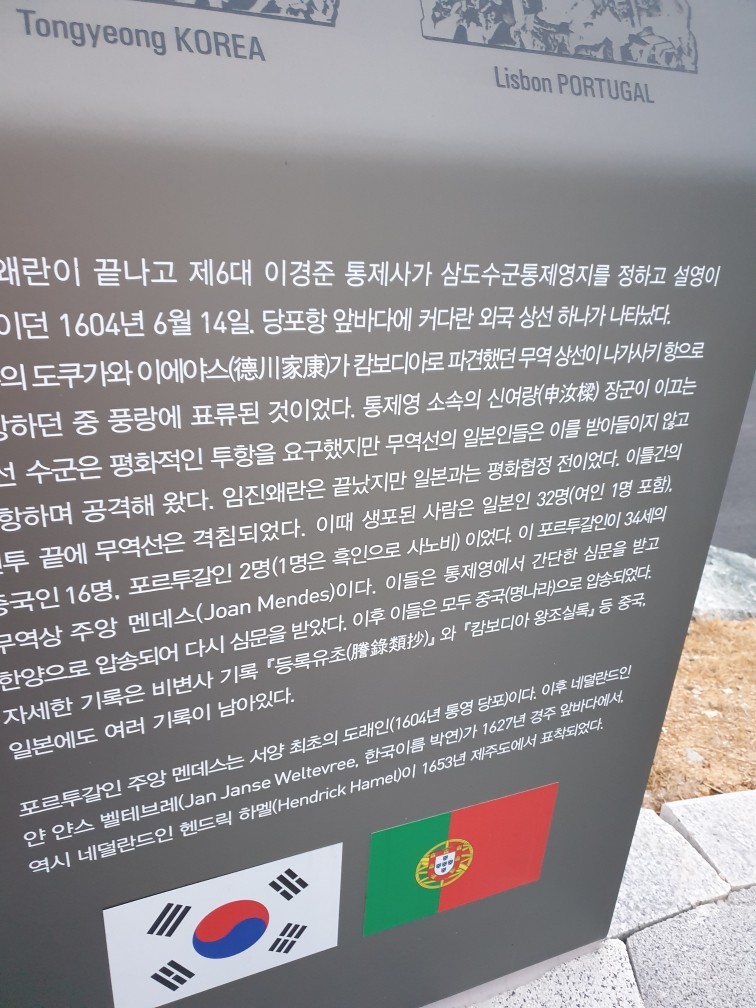 Tongyeong KOREA
Lisbon PORTUGAL
왜란이 끝나고 제6대 이경준 통제사가 삼도수군통제영지를 정하고 설영이
이던 1604년 6월 14일. 당포항 앞바다에 커다란 외국 상선 하나가 나타났다.
의 도쿠가와 이에야스(德川家康)가 캄보디아로 파견했던 무역 상선이 나가사키 항으로
항하던 중 풍랑에 표류된 것이었다. 통제영 소속의 신여량(申汝樑) 장군이 이끄는
선 수군은 평화적인 투항을 요구했지만 무역선의 일본인들은 이를 받아들이지 않고
항하며 공격해 왔다. 임진왜란은 끝났지만 일본과는 평화협정 전이었다. 이틀간의
전투 끝에 무역선은 격침되었다. 이때 생포된 사람은 일본인 32명(여인 1명 포함),
중국인 16명, 포르투갈인 2명(1명은 흑인으로 사노비) 이었다. 이 포르투갈인이 34세의
무역상 주앙 멘데스(Joan Mendes)이다. 이들은 통제영에서 간단한 심문을 받고
한양으로 압송되어 다시 심문을 받았다. 이후 이들은 모두 중국(명나라)으로 압송되었다.
자세한 기록은 비변사 기록 『등록유초(謄錄類抄)』 와 『캄보디아 왕조실록』 등 중국,
일본에도 여러 기록이 남아있다.
포르투갈인 주앙 멘데스는 서양 최초의 도래인(1604년 통영 당포)이다. 이후 네덜란드인
얀 얀스 벨테브레(Jan Janse Weltevree, 한국이름 박연)가 1627년 경주 앞바다에서,
역시 네덜란드인 헨드릭 하멜(Hendrick Hamel)이 1653년 제주도에서 표착되었다.